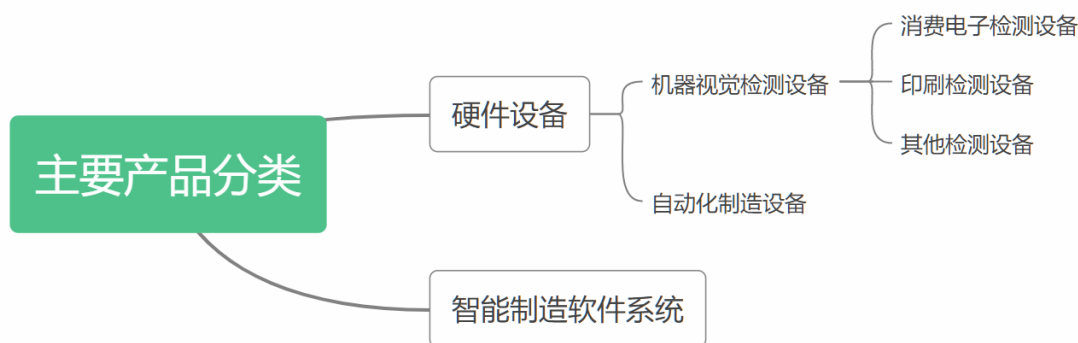 主要产品分类
硬件设备
机器视觉检测设备
消费电子检测设备
印刷检测设备
其他检测设备
自动化制造设备
智能制造软件系统